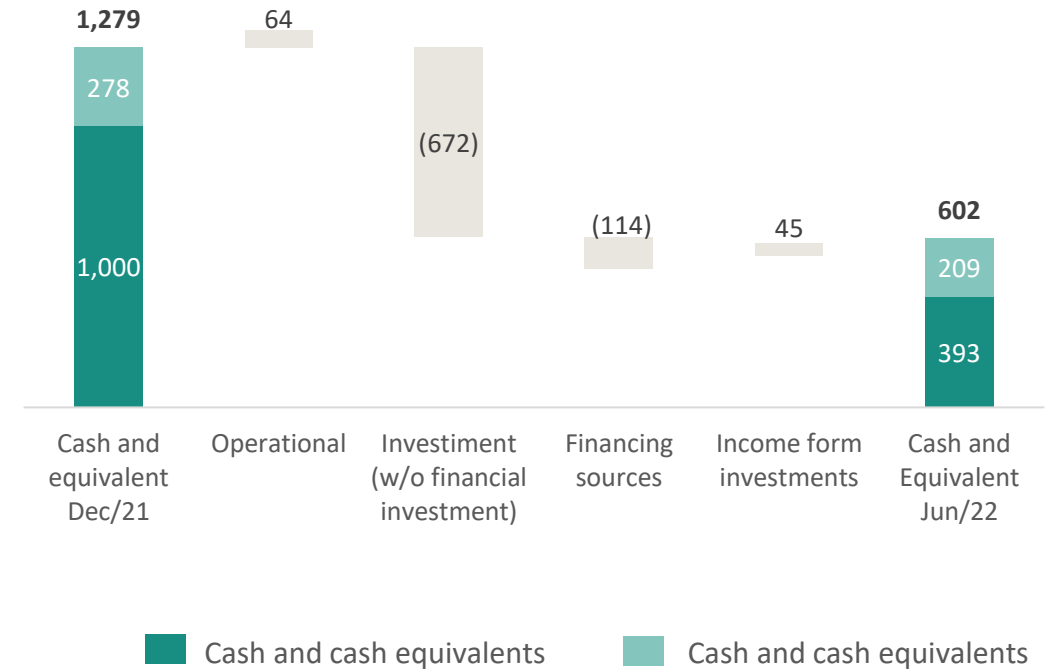 1,279
64
278
(672)
(114)
45
602
1,000
209
393
Cash and
equivalent
Dec/21
Operational
Investiment
(w/o financial
investment)
Financing
sources
Income form
investments
Cash and
Equivalent
Jun/22
Cash and cash equivalents
Cash and cash equivalents